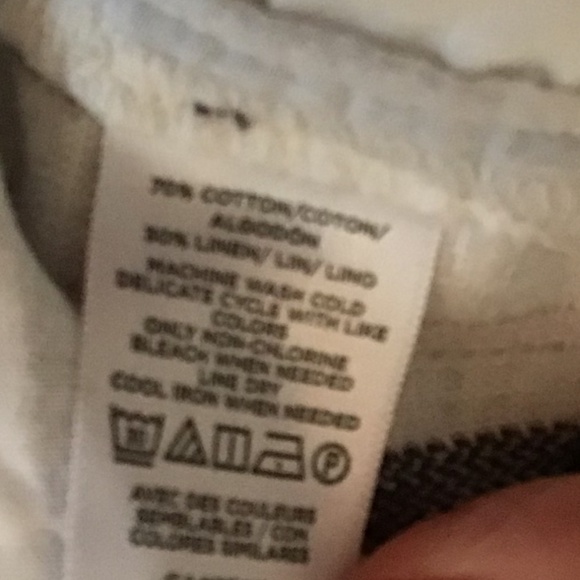 70% COTTON/COTON/
ALGODÓN
30% LINEN/ LIN/ LINO
MACHINE WASH COLD
DELICATE CYCLE WITH LIKE
COLORS
ONLY NON-CHLORINE
BLEACH WHEN NEEDED
LINE DRY
COOL IRON WHEN NEEDED
P
AVEC DES COULEURS
SEMBLABLES / CON
COLORES SIMILARES